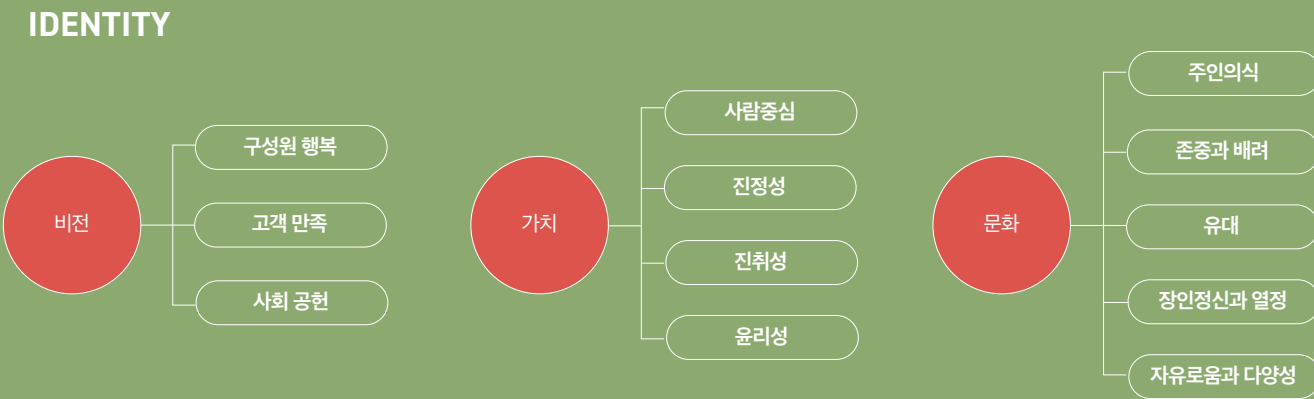 IDENTITY
비전
구성원 행복
고객 만족
사회 공헌
가치
사람중심
진정성
진취성
윤리성
문화
주인의식
존중과 배려
유대
장인정신과 열정
자유로움과 다양성